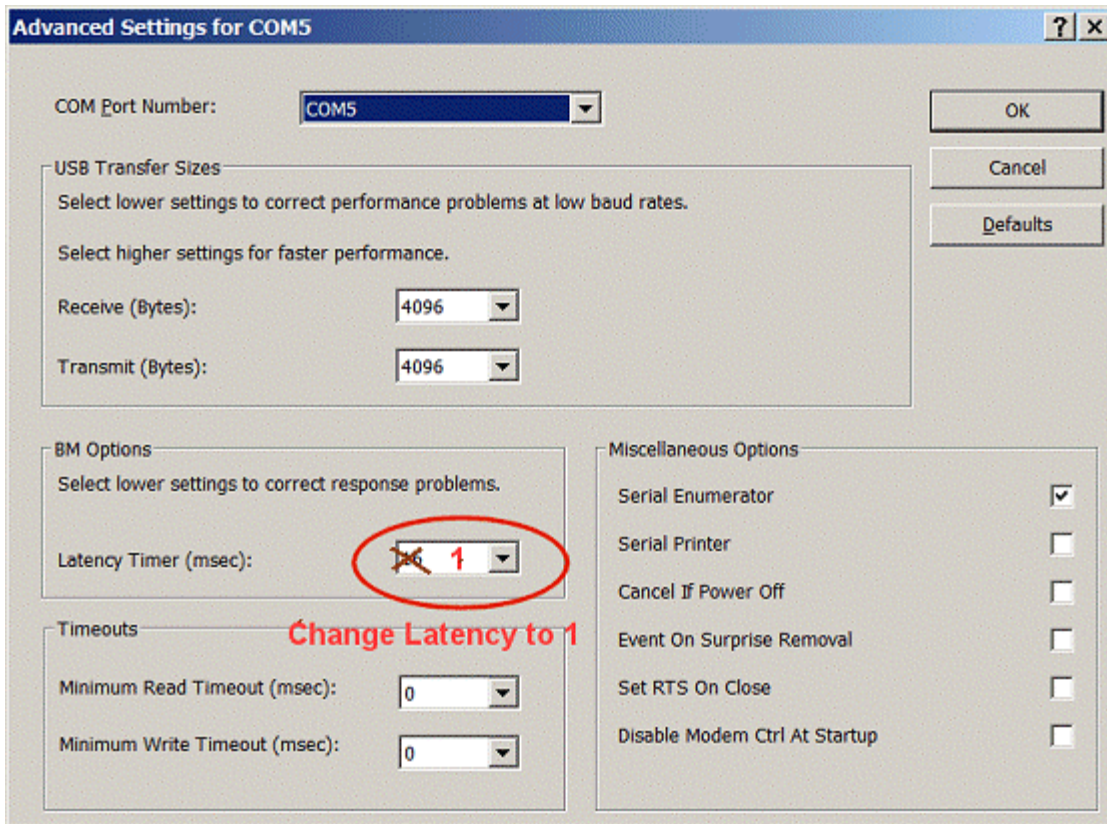 Advanced Settings for COM5
COM Port Number:
COM5
OK
Cancel
Defaults
USB Transfer Sizes
Select lower settings to correct performance problems at low baud rates.
Select higher settings for faster performance.
Receive (Bytes):
4096
Transmit (Bytes):
4096
BM Options
Select lower settings to correct response problems.
Latency Timer (msec):
1
Change Latency to 1
Timeouts
Minimum Read Timeout (msec):
0
Minimum Write Timeout (msec):
0
Miscellaneous Options
Serial Enumerator
Serial Printer
Cancel If Power Off
Event On Surprise Removal
Set RTS On Close
Disable Modem Ctrl At Startup